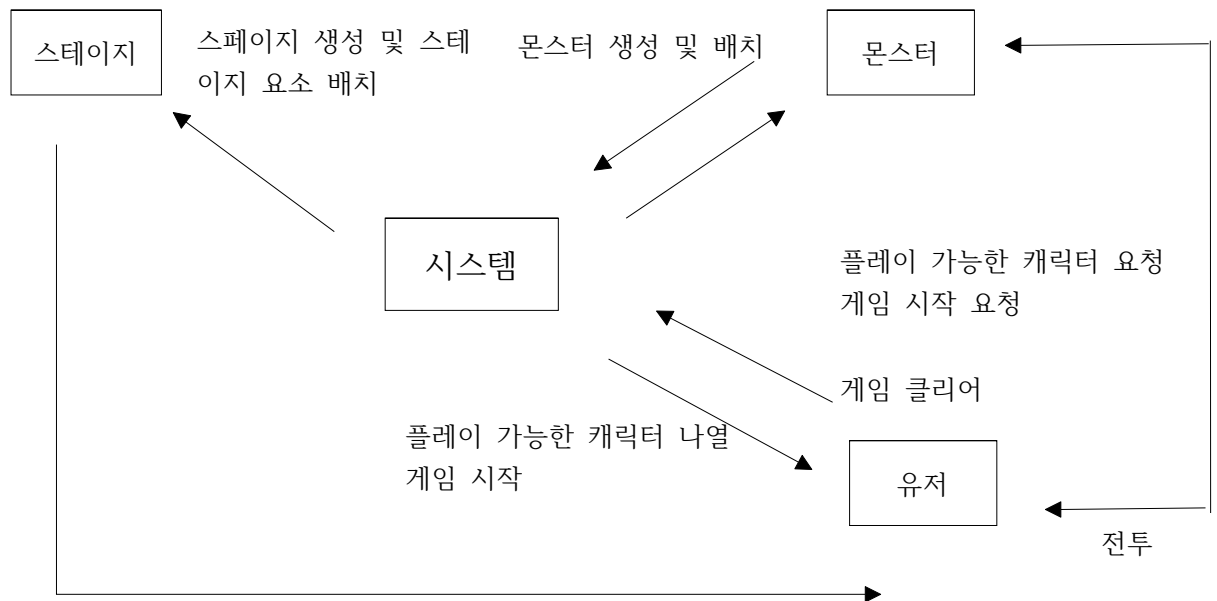 스테이지
스페이지 생성 및 스테
이지 요소 배치
몬스터 생성 및 배치
몬스터
시스템
플레이 가능한 캐릭터 요청
게임 시작 요청
게임 클리어
플레이 가능한 캐릭터 나열
게임 시작
유저
전투